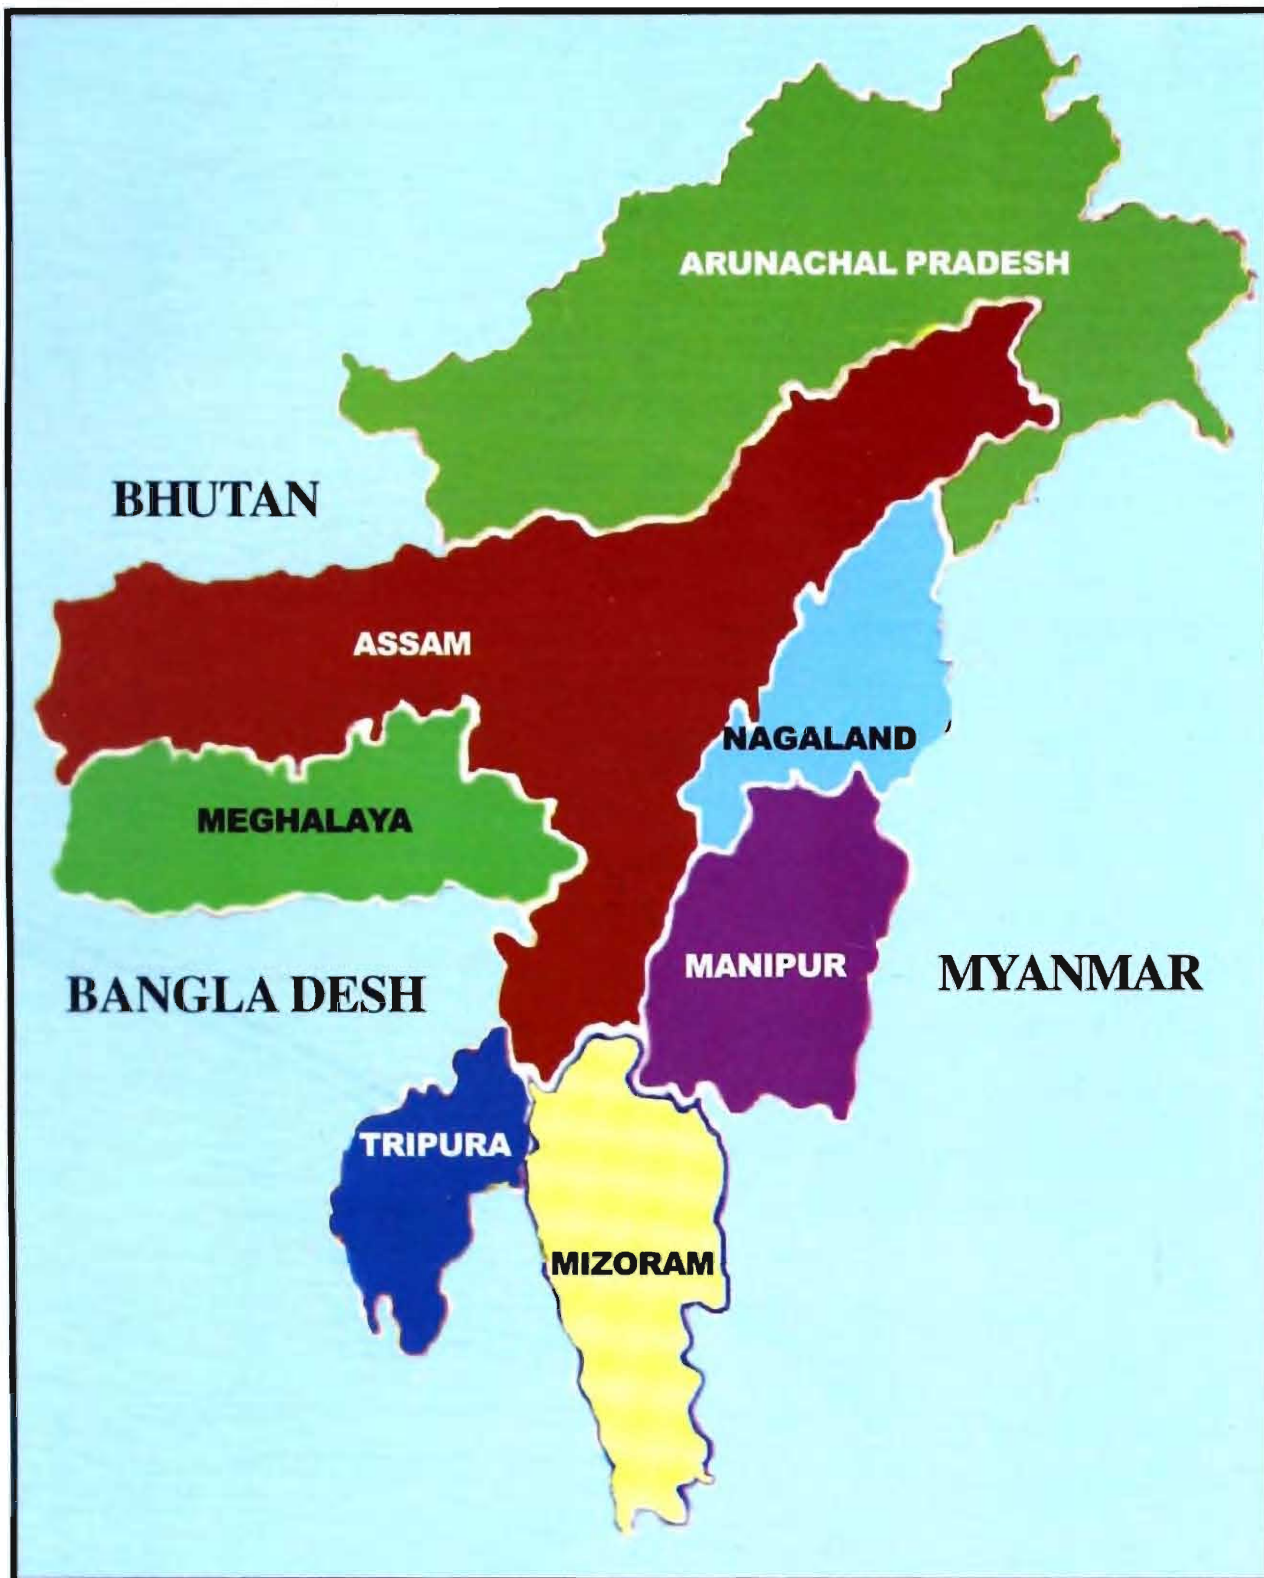 ARUNACHAL PRADESH
BHUTAN
ASSAM
NAGALAND
MEGHALAYA
MANIPUR
MYANMAR
BANGLA DESH
TRIPURA
MIZORAM